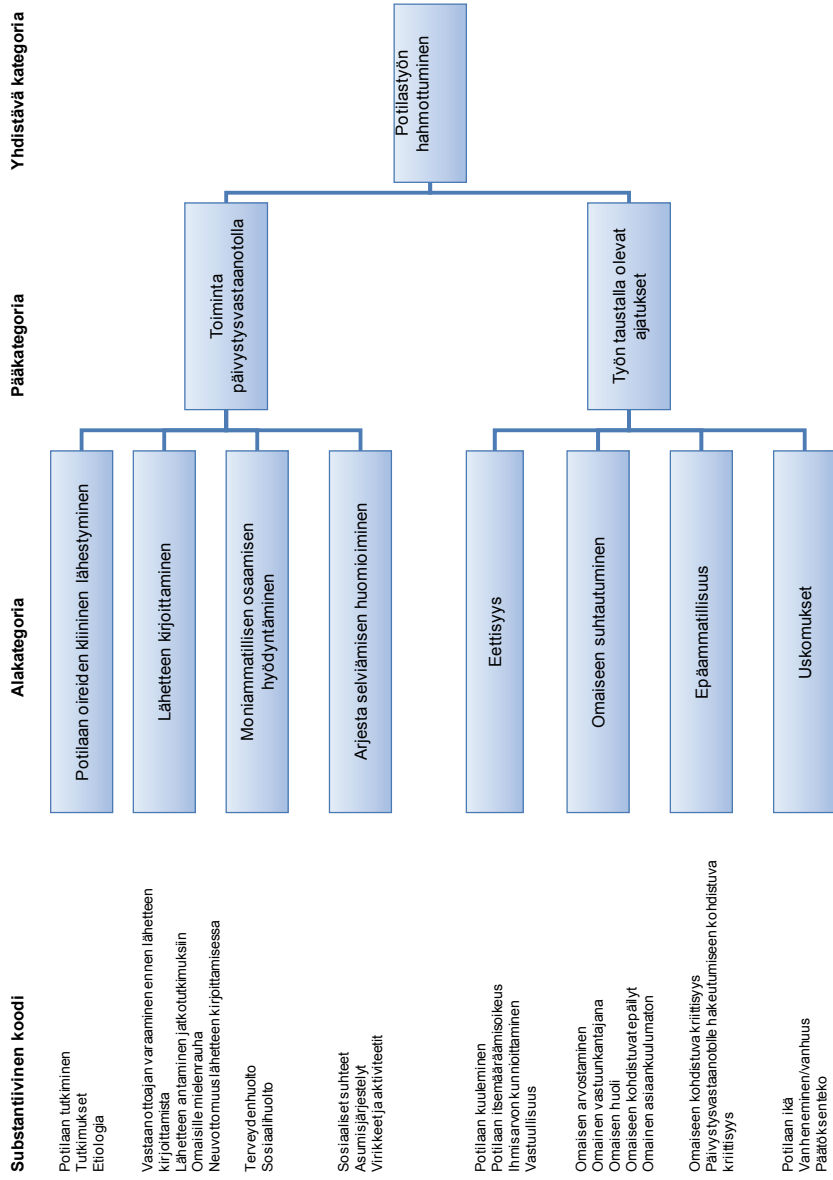 Substantiivinen koodi
Alakategoria
Pääkategoria
Yhdistävä kategoria
Potilaan tutkiminen
Tutkimukset
Etiologia
Vastaanottoajan varaaminen ennen lähetteen
kirjoittamista
Lähetteen antaminen jatkotutkimuksiin
Omaisille mielenrauha
Neuvottomuus lähetteen kirjoittamisessa
Terveydenhuolto
Sosiaalihuolto
Sosiaaliset suhteet
Asumisjärjestelyt
Virikkeet ja aktiviteetit
Potilaan kuuleminen
Potilaan itsemääräämisoikeus
Ihmisarvon kunnioittaminen
Vastuullisuus
Omaisen arvostaminen
Omainen vastuunkantajana
Omaisen huoli
Omaiseen kohdistuvat epäilyt
Omainen asiaankuulumaton
Omaiseen kohdistuva kriittisyys
Päivystysvastaanotolle hakeutumiseen kohdistuva
kriittisyys
Potilaan ikä
Vanheneminen/vanhuus
Päätöksenteko
Potilaan oireiden kliininen lähestyminen
Lähetteen kirjoittaminen
Moniammatillisen osaamisen
hyödyntäminen
Arjesta selviämisen huomioiminen
Eettisyys
Omaiseen suhtautuminen
Epäammatillisuus
Uskomukset
Toiminta
päivystysvastaanotolla
Työn taustalla olevat
ajatukset
Potilastyön
hahmottuminen